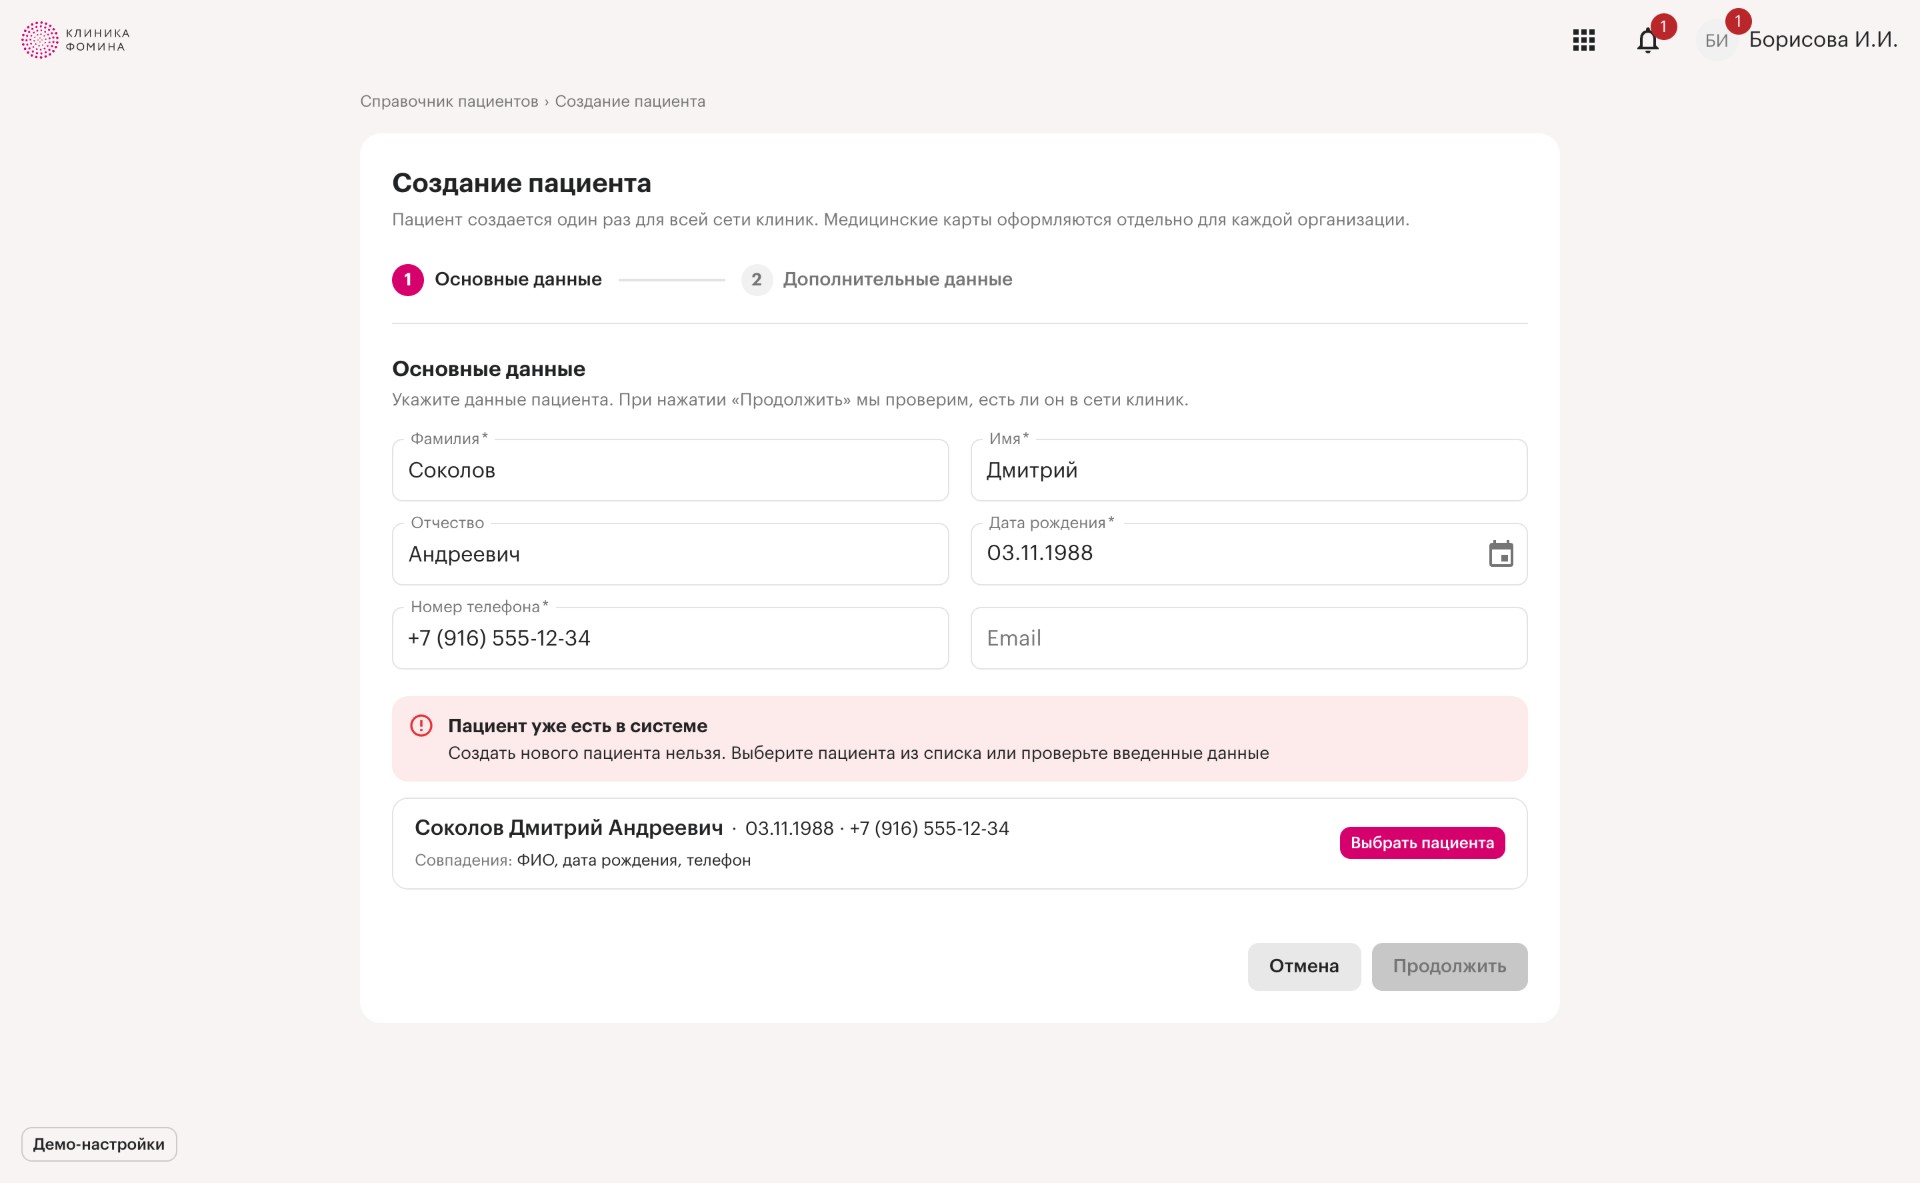 КЛИНИКА
ФОМИНА
1
БИ
1
Борисова И.И.
Справочник пациентов › Создание пациента
Создание пациента
Пациент создается один раз для всей сети клиник. Медицинские карты оформляются отдельно для каждой организации.
1 Основные данные
2 Дополнительные данные
Основные данные
Укажите данные пациента. При нажатии «Продолжить» мы проверим, есть ли он в сети клиник.
Фамилия*
Соколов
Имя*
Дмитрий
Отчество
Андреевич
Дата рождения*
03.11.1988
Номер телефона*
+7 (916) 555-12-34
Email
Пациент уже есть в системе
Создать нового пациента нельзя. Выберите пациента из списка или проверьте введенные данные
Соколов Дмитрий Андреевич · 03.11.1988 · +7 (916) 555-12-34
Совпадения: ФИО, дата рождения, телефон
Выбрать пациента
Отмена
Продолжить
Демо-настройки